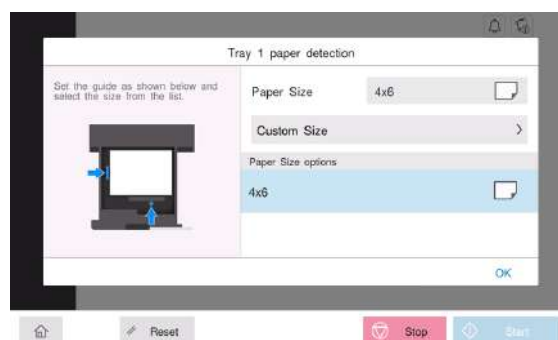 Tray 1 paper detection
Set the guide as shown below and
select the size from the list.
Paper Size
4x6
Custom Size
Paper Size options
4x6
OK
Reset
Stop
Start